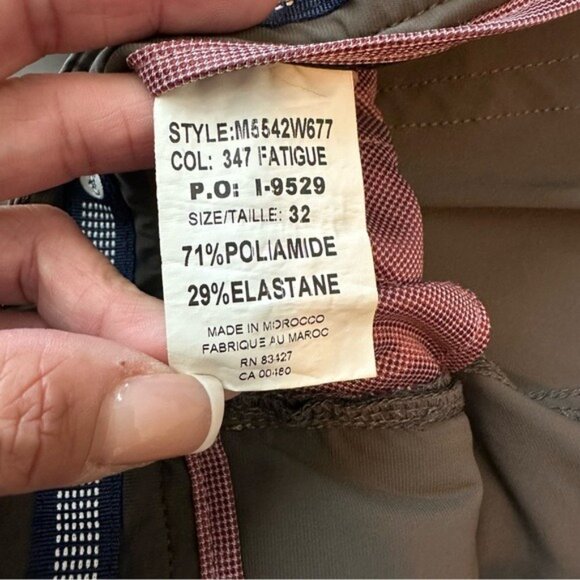 STYLE:M5542W677
COL: 347 FATIGUE
P.O: I-9529
SIZE/TAILLE: 32
71%POLIAMIDE
29%ELASTANE
MADE IN MOROCCO
FABRIQUE AU MAROC
RN 83427
CA 00460